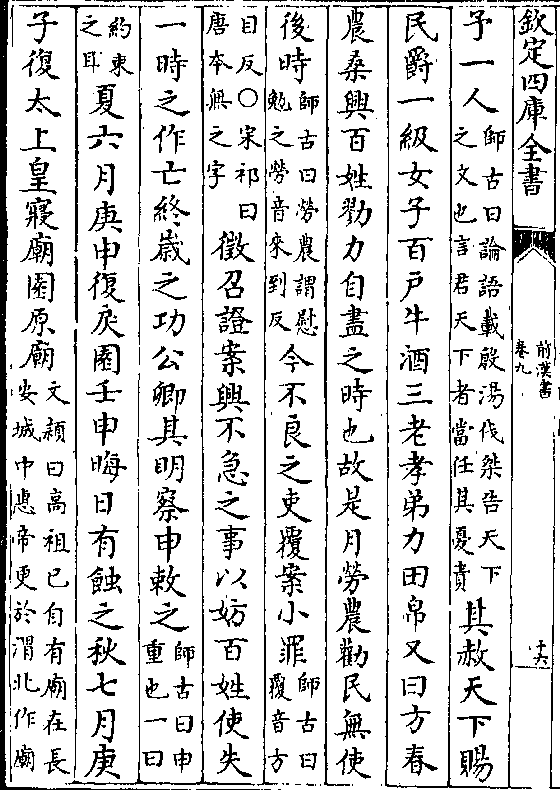 欽定四庫全書
前漢書
卷九
十六
予一人師古曰論語載殷湯伐桀告天下之文也言君天下者當任其憂責其赦天下賜
民爵一級女子百戶牛酒三老孝弟力田帛又曰方春
農桑興百姓勠力自盡之時也故是月勞農勸民無使
後時師古曰勞農謂慰勉之勞音來到反今不良之吏覆案小罪師古曰覆音方
目反○宋祁曰唐本無之字徵召證案興不急之事以妨百姓使失
一時之作亡終歲之功公卿其明察申敕之師古曰申重也一曰
約束之耳夏六月庚申復戾園壬申晦日有蝕之秋七月庚
子復太上皇寢廟園原廟文穎曰高祖已自有廟在長安城中惠帝更於渭北作廟